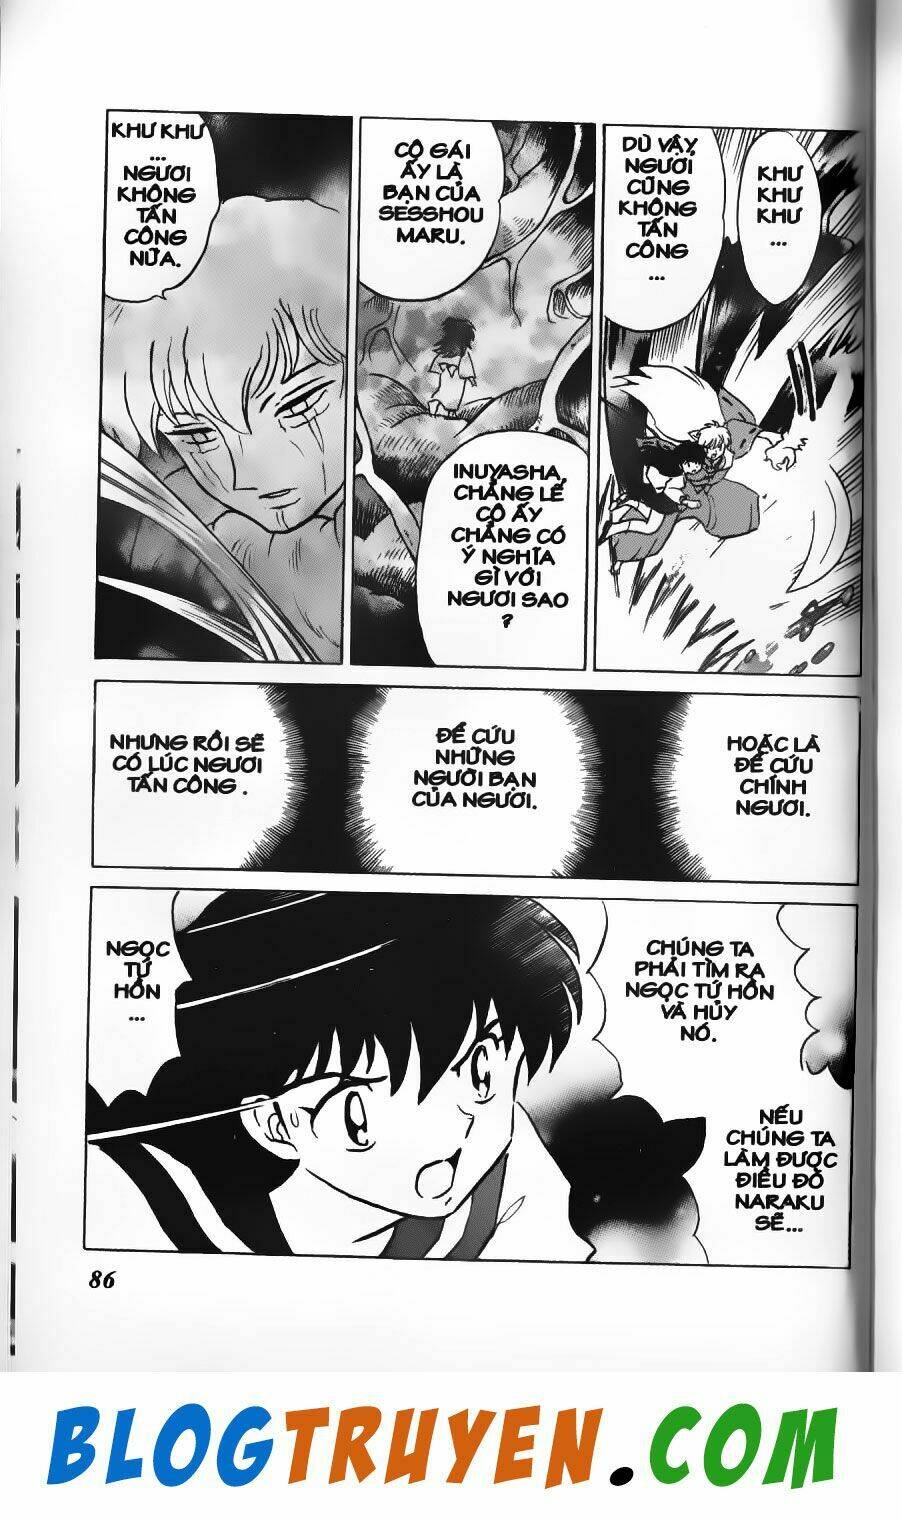 KHƯ
KHƯ
KHƯ
...
DÙ VẬY,
NGƯƠI
CŨNG
KHÔNG
TẤN
CÔNG
...
CÔ GÁI
ẤY LÀ
BẠN CỦA
SESSHOU
MARU.
INUYASHA,
CHẲNG LẼ
CÔ ẤY
CHẲNG CÓ
Ý NGHĨA
GÌ VỚI
NGƯƠI SAO
?
KHƯ KHƯ
...
NGƯƠI
KHÔNG
TẤN
CÔNG
NỮA.
HOẶC LÀ
ĐỂ CỨU
CHÍNH
NGƯƠI.
ĐỂ CỨU
NHỮNG
NGƯỜI BẠN
CỦA NGƯỜI.
NHƯNG RỒI SẼ
CÓ LÚC NGƯƠI
TẤN CÔNG .
CHÚNG TA
PHẢI TÌM RA
NGỌC TỨ HỒN
VÀ HỦY
NÓ.
NẾU
CHÚNG TA
LÀM ĐƯỢC
ĐIỀU ĐÓ
NARAKU
SẼ...
NGỌC
TỨ
HỒN
...
86
BLOGTRUYEN.COM